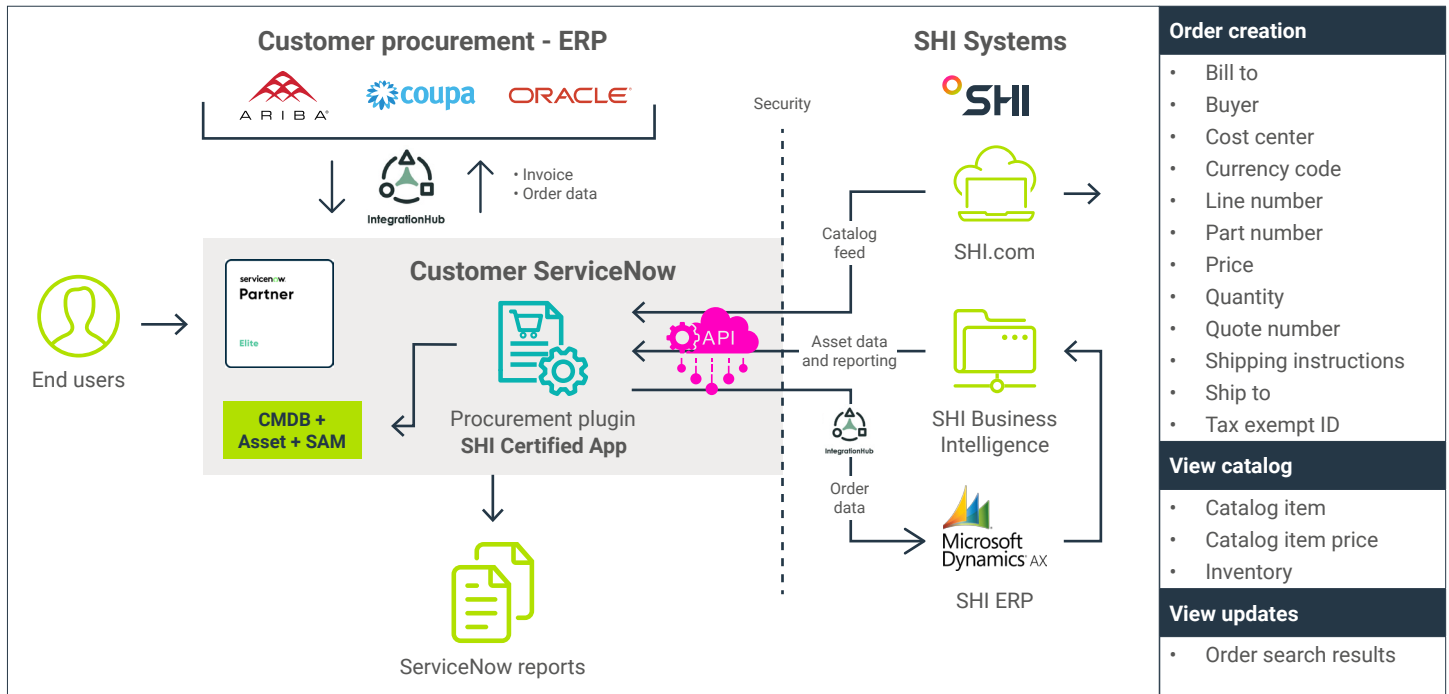 Customer procurement - ERP
ARIBA®
coupa
ORACLE®
IntegrationHub
• Invoice
• Order data
Security
SHI Systems
SHI
SHI.com
Catalog
feed
End users
servicenow
Partner
Elite
Customer ServiceNow
Procurement plugin
SHI Certified App
CMDB +
Asset + SAM
API
Asset data
and reporting
SHI Business
Intelligence
IntegrationHub
Order
data
Microsoft
Dynamics® AX
SHI ERP
ServiceNow reports
Order creation
• Bill to
• Buyer
• Cost center
• Currency code
• Line number
• Part number
• Price
• Quantity
• Quote number
• Shipping instructions
• Ship to
• Tax exempt ID
View catalog
• Catalog item
• Catalog item price
• Inventory
View updates
• Order search results